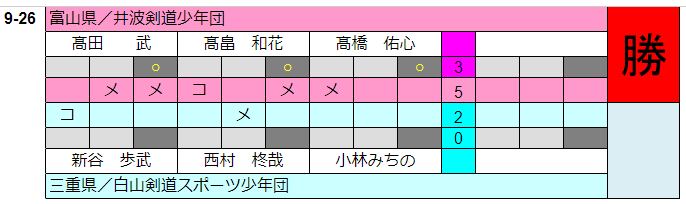 9-26 富山県／井波剣道少年団 勝
髙田　武 髙畠　和花 髙橋　佑心
○ ○ ○ 3
メ メ コ メ メ 5
コ メ 2
0
新谷　歩武 西村　柊哉 小林みちの
三重県／白山剣道スポーツ少年団